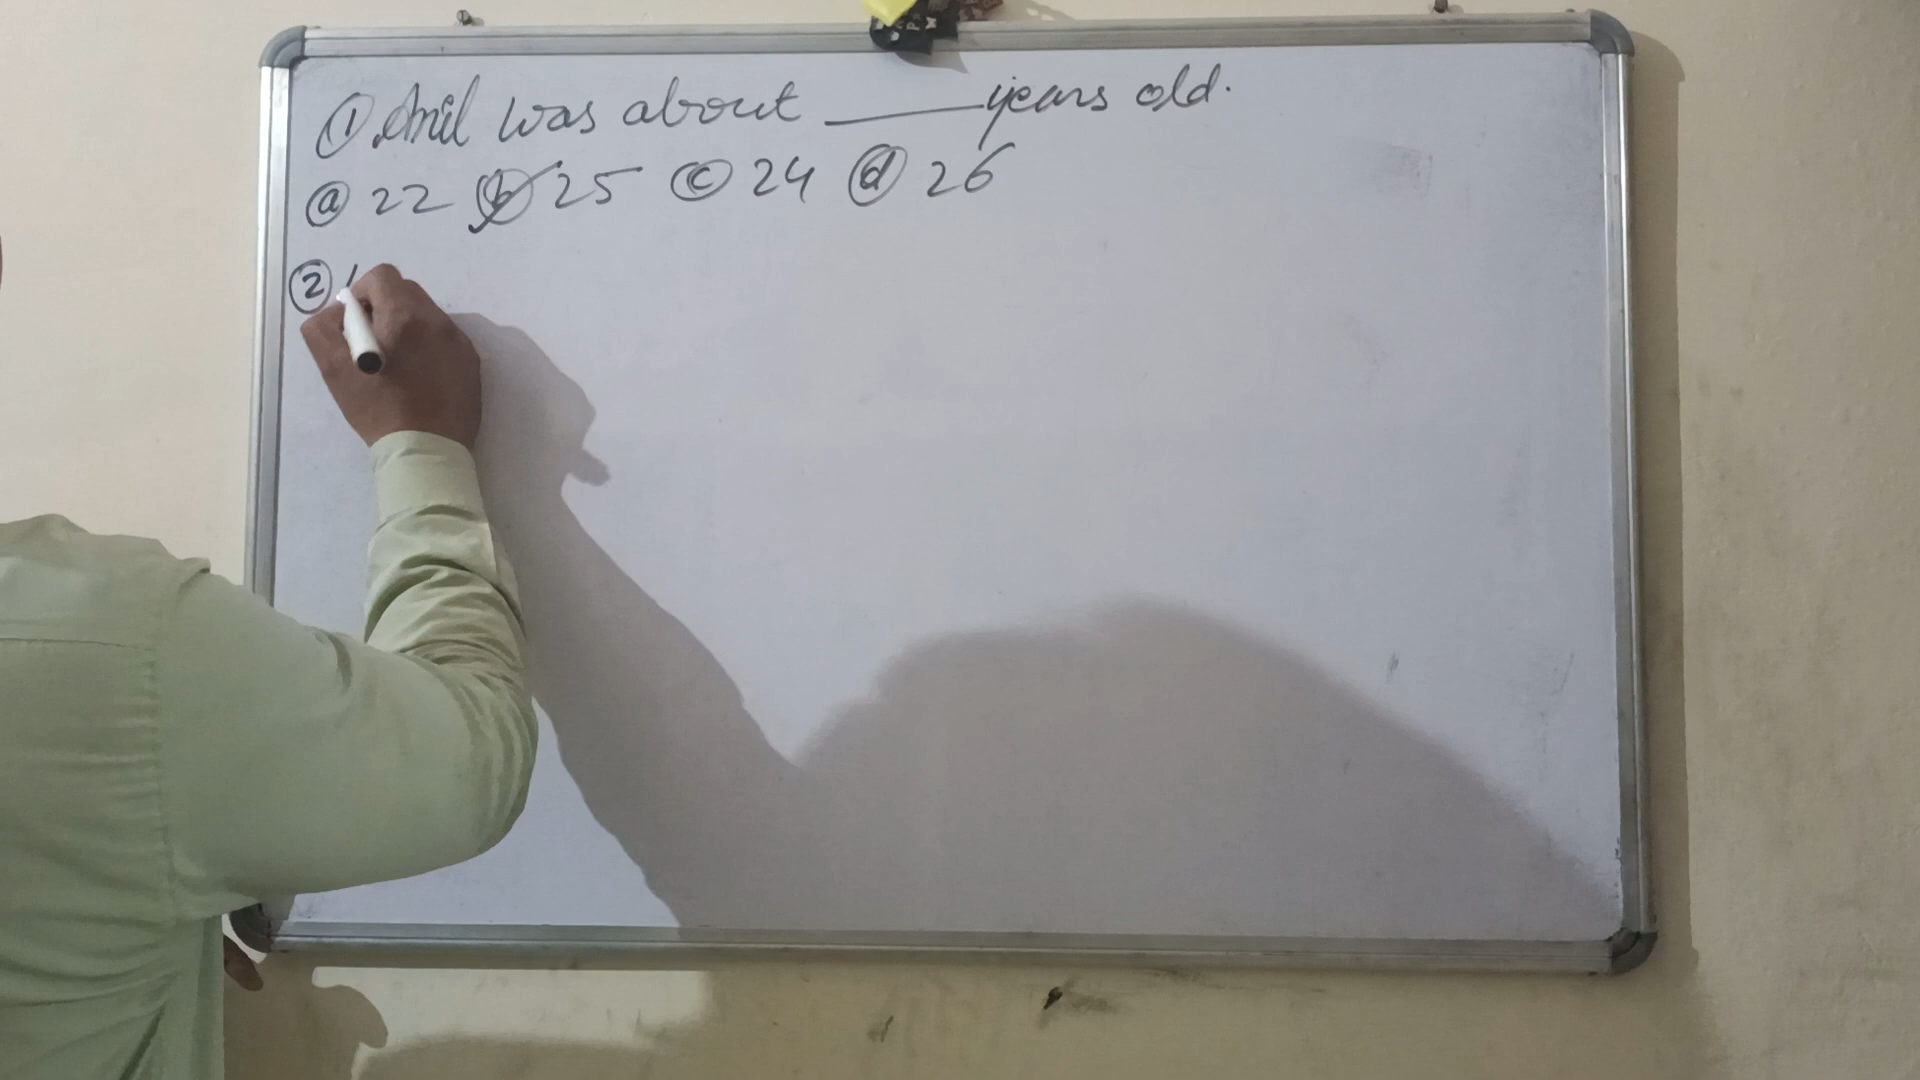 ① Anil was about ____ years old.
ⓐ 22 ⓑ 25 ⓒ 24 ⓓ 26
②